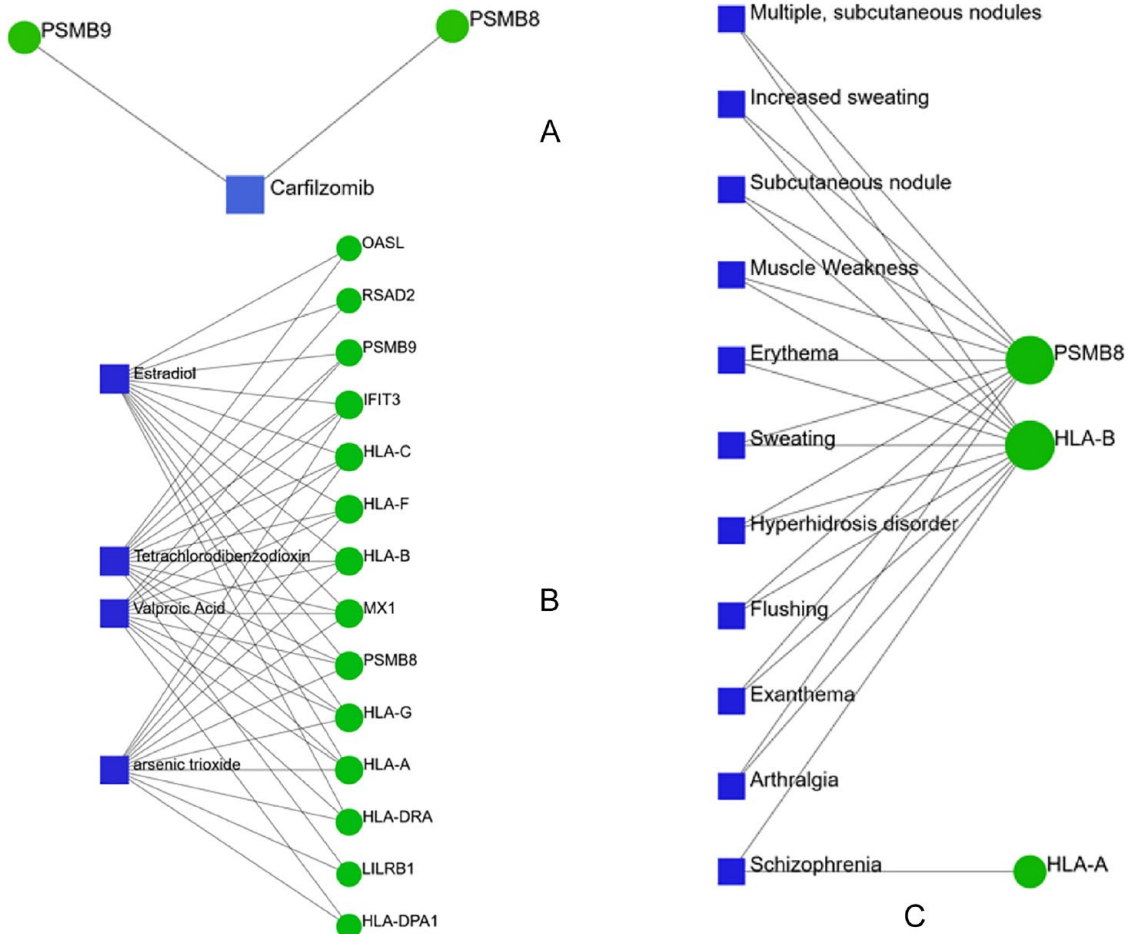 PSMB9
PSMB8
Carfilzomib
A
OASL
RSAD2
PSMB9
Estradiol
IFIT3
HLA-C
HLA-F
Tetrachlorodibenzodioxin
HLA-B
Valproic Acid
MX1
PSMB8
HLA-G
arsenic trioxide
HLA-A
HLA-DRA
LILRB1
HLA-DPA1
B
Multiple, subcutaneous nodules
Increased sweating
Subcutaneous nodule
Muscle Weakness
Erythema
PSMB8
Sweating
HLA-B
Hyperhidrosis disorder
Flushing
Exanthema
Arthralgia
Schizophrenia
HLA-A
C